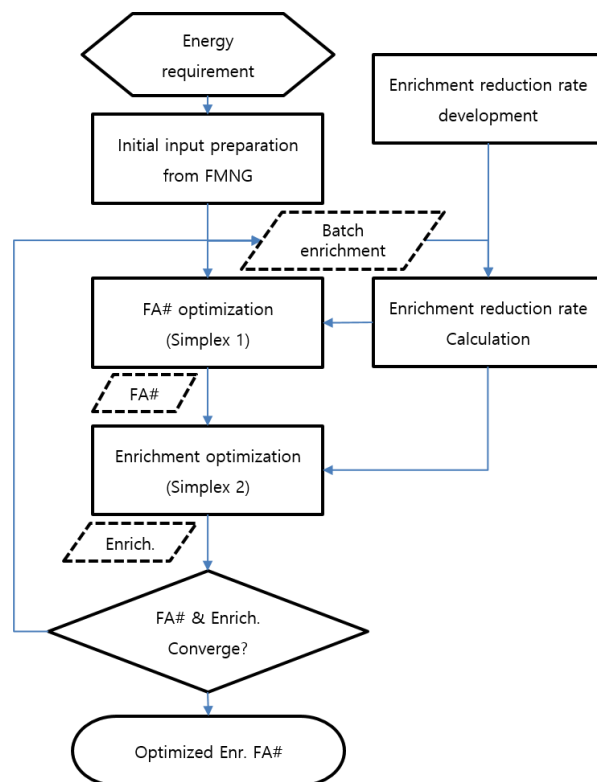 Energy
requirement
Enrichment reduction rate
development
Initial input preparation
from FMNG
Batch
enrichment
FA# optimization
(Simplex 1)
Enrichment reduction rate
Calculation
FA#
Enrichment optimization
(Simplex 2)
Enrich.
FA# & Enrich.
Converge?
Optimized Enr. FA#